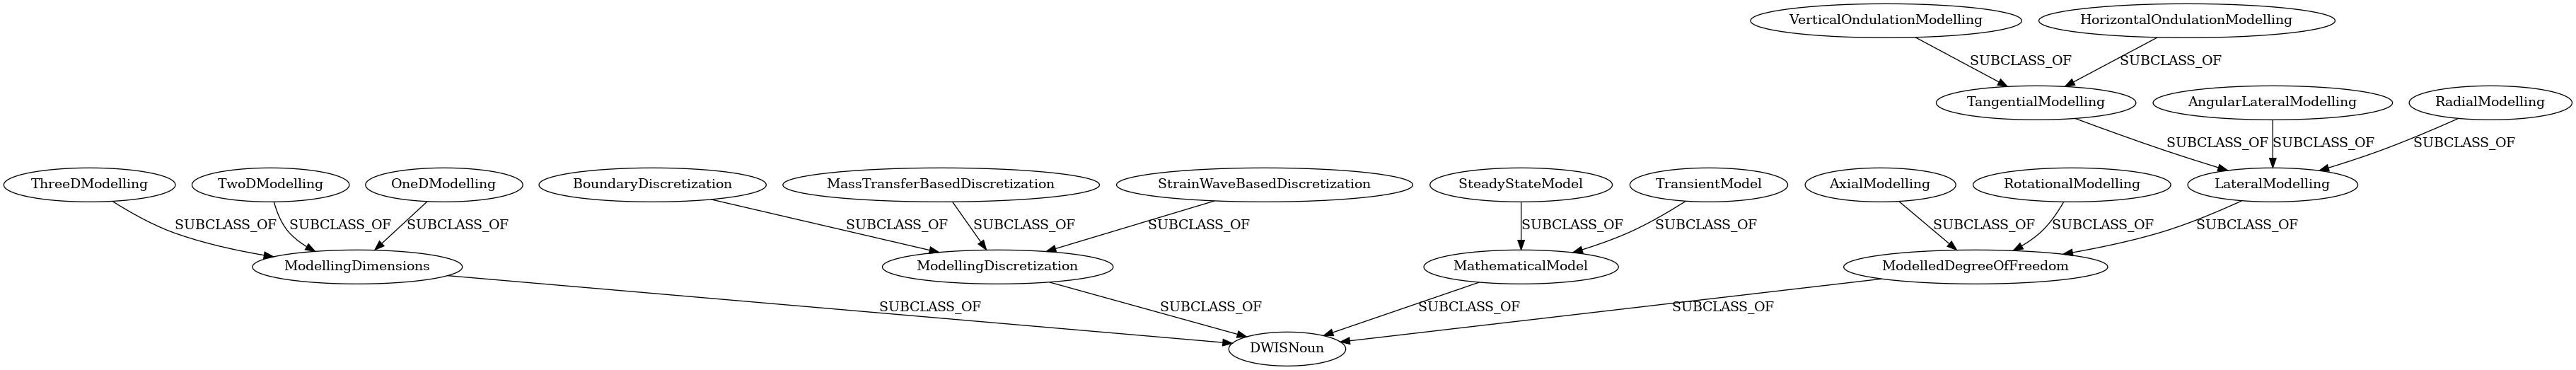 VerticalOndulationModelling
HorizontalOndulationModelling
SUBCLASS_OF
SUBCLASS_OF
TangentialModelling
AngularLateralModelling
RadialModelling
SUBCLASS_OF
SUBCLASS_OF
SUBCLASS_OF
ThreeDModelling
TwoDModelling
OneDModelling
BoundaryDiscretization
MassTransferBasedDiscretization
StrainWaveBasedDiscretization
SteadyStateModel
TransientModel
AxialModelling
RotationalModelling
LateralModelling
SUBCLASS_OF
SUBCLASS_OF
SUBCLASS_OF
SUBCLASS_OF
SUBCLASS_OF
SUBCLASS_OF
SUBCLASS_OF
SUBCLASS_OF
SUBCLASS_OF
SUBCLASS_OF
SUBCLASS_OF
ModellingDimensions
ModellingDiscretization
MathematicalModel
ModelledDegreeOfFreedom
SUBCLASS_OF
SUBCLASS_OF
SUBCLASS_OF
SUBCLASS_OF
DWISNoun